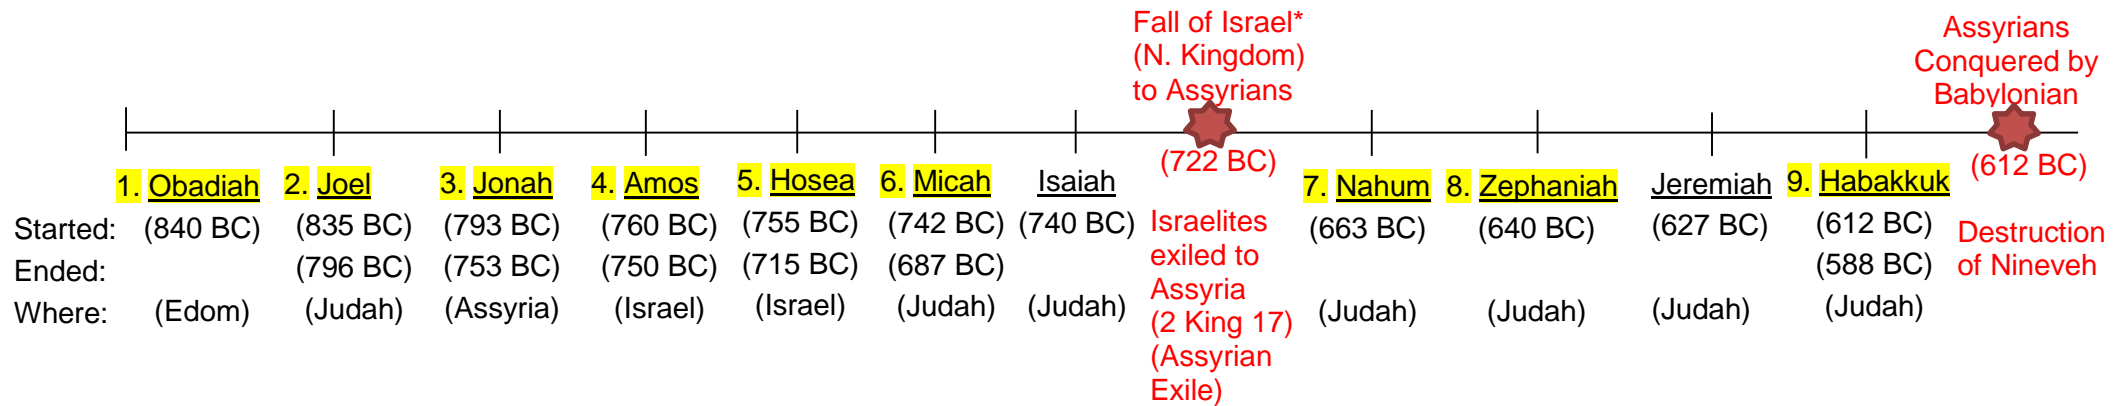 Fall of Israel*
(N. Kingdom)
to Assyrians
Assyrians
Conquered by
Babylonian
(722 BC)
(612 BC)
1. Obadiah 2. Joel 3. Jonah 4. Amos 5. Hosea 6. Micah Isaiah 7. Nahum 8. Zephaniah Jeremiah 9. Habakkuk
Started: (840 BC) (835 BC) (793 BC) (760 BC) (755 BC) (742 BC) (740 BC) (663 BC) (640 BC) (627 BC) (612 BC)
Ended: (796 BC) (753 BC) (750 BC) (715 BC) (687 BC) (588 BC)
Where: (Edom) (Judah) (Assyria) (Israel) (Israel) (Judah) (Judah) (Judah) (Judah) (Judah) (Judah)
Israelites
exiled to
Assyria
(2 King 17)
(Assyrian
Exile)
Destruction
of Nineveh